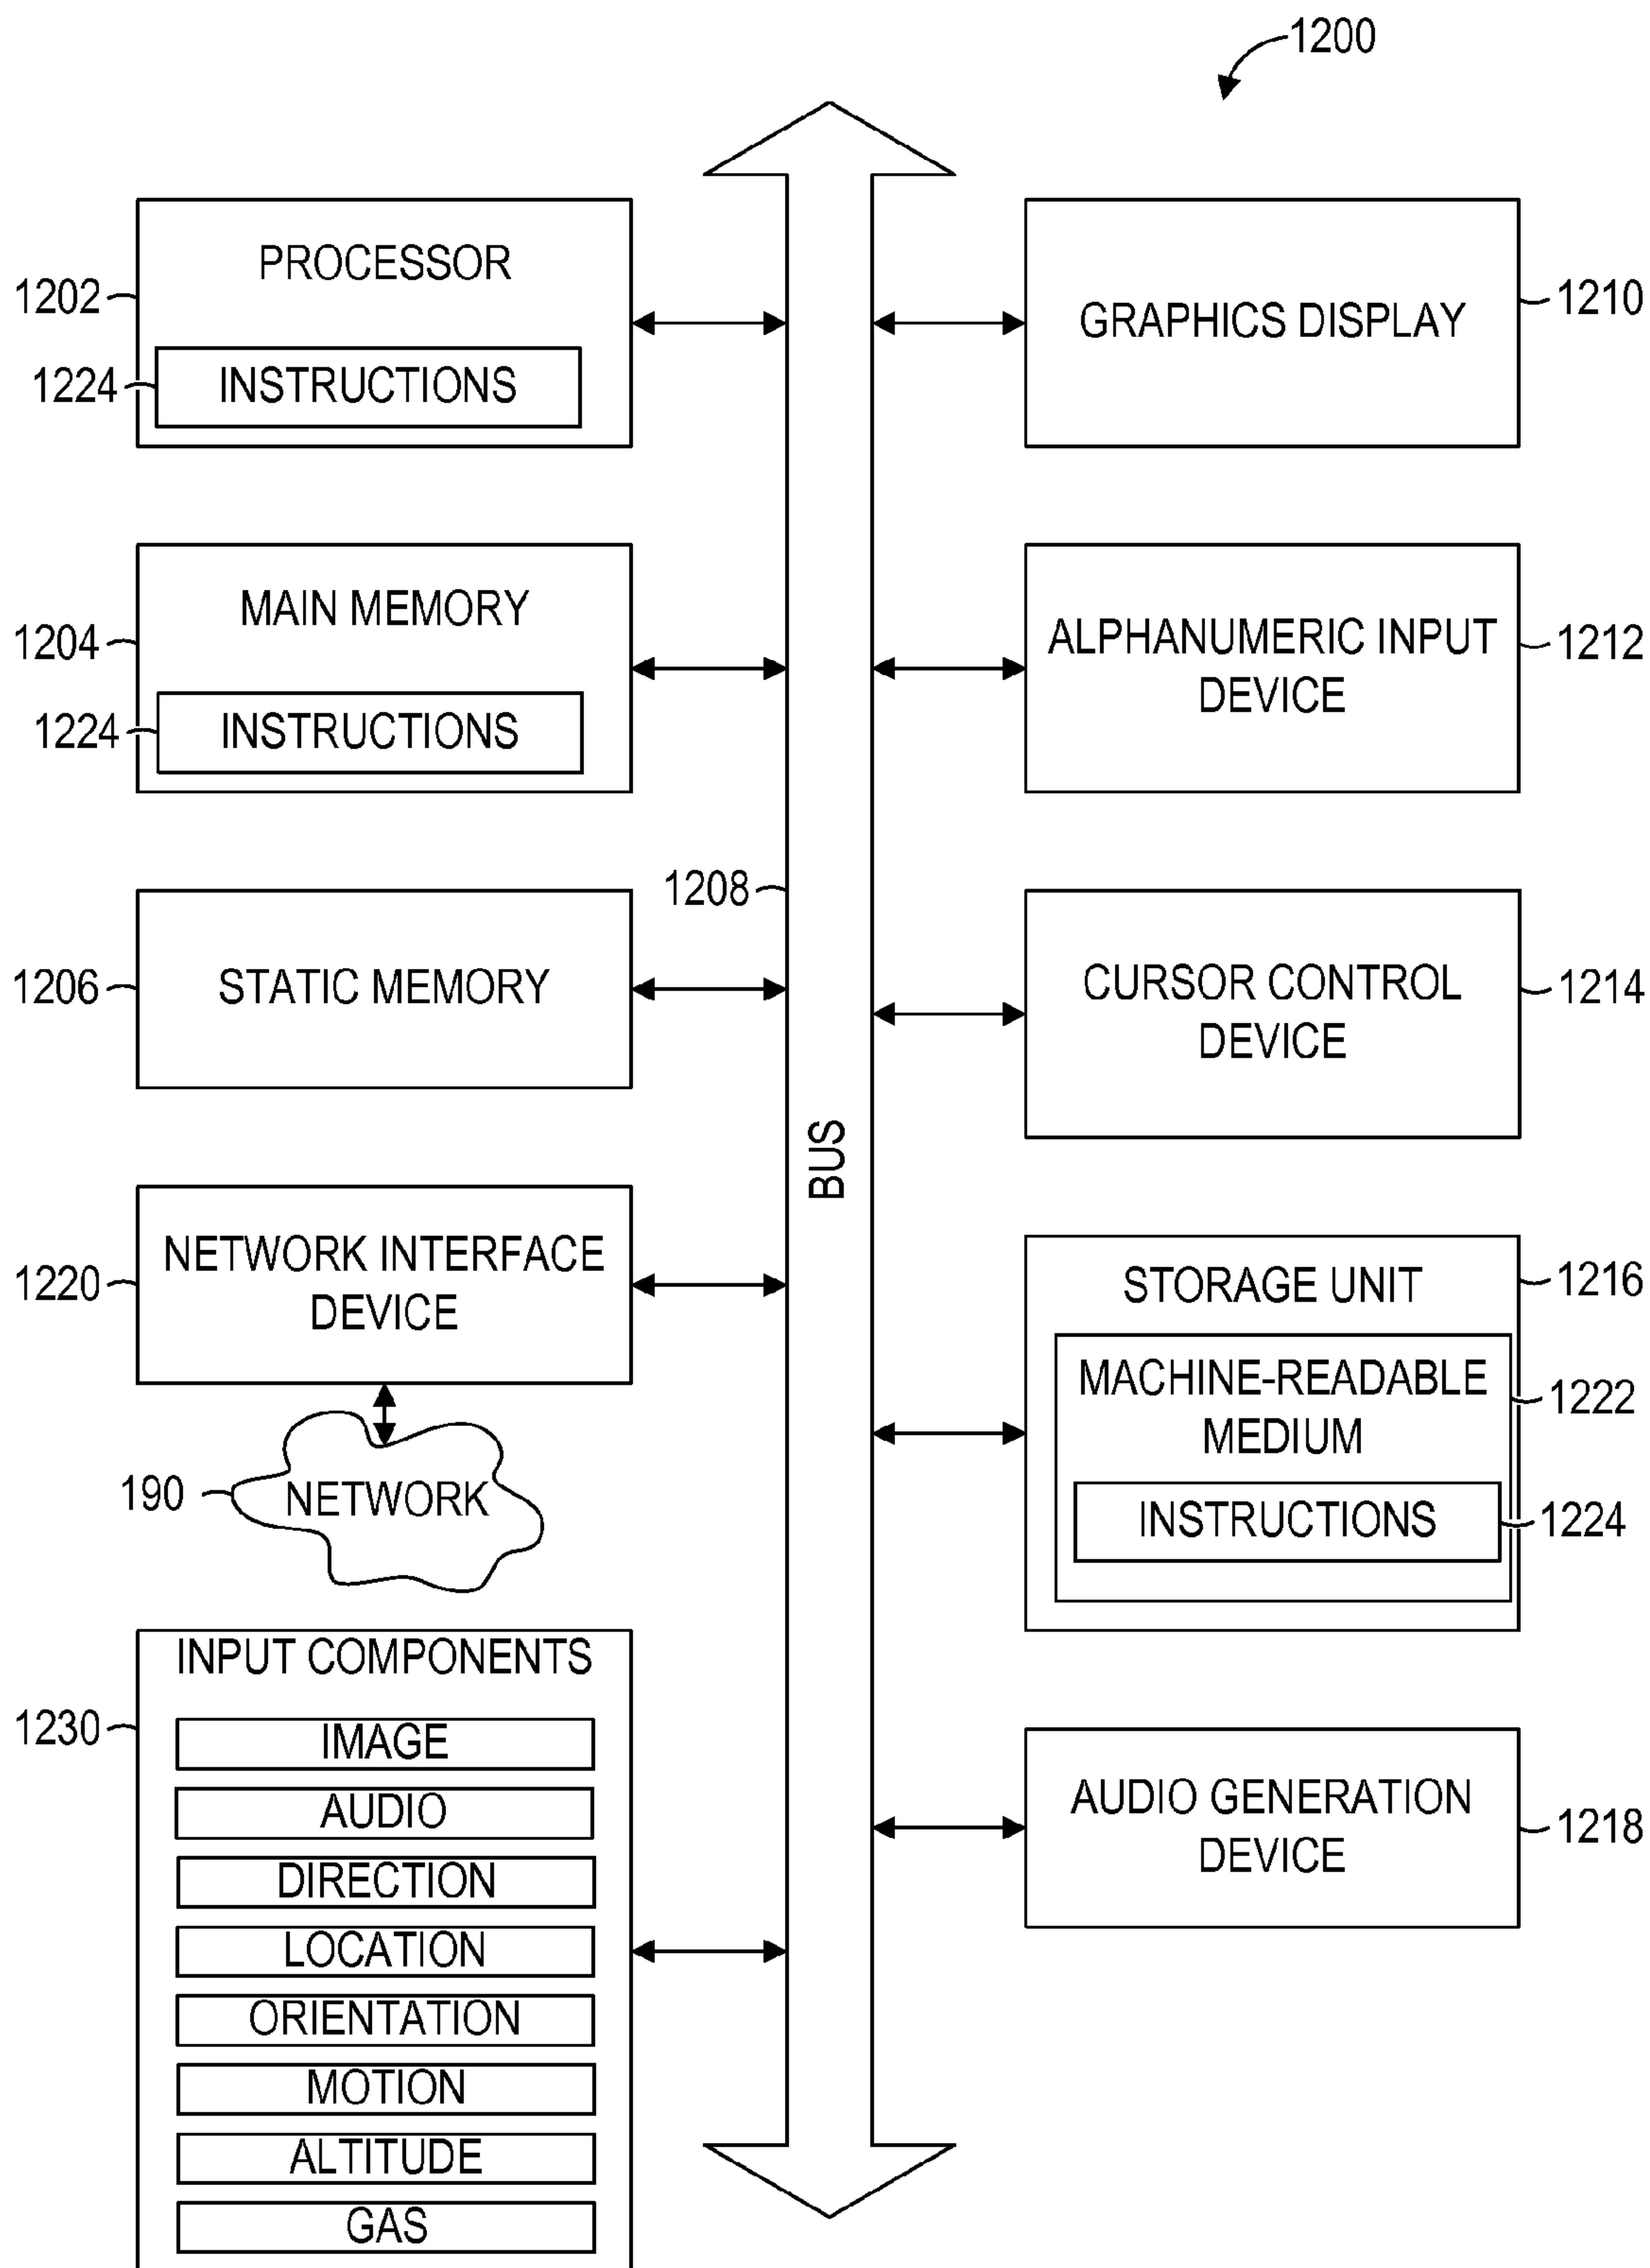 1200
PROCESSOR
1202
1224
INSTRUCTIONS
MAIN MEMORY
1204
1224
INSTRUCTIONS
1208
1206
STATIC MEMORY
NETWORK INTERFACE
1220
DEVICE
190
NETWORK
INPUT COMPONENTS
1230
IMAGE
AUDIO
DIRECTION
LOCATION
ORIENTATION
MOTION
ALTITUDE
GAS
BUS
GRAPHICS DISPLAY
1210
ALPHANUMERIC INPUT
DEVICE
1212
CURSOR CONTROL
DEVICE
1214
STORAGE UNIT
1216
MACHINE-READABLE
MEDIUM
1222
INSTRUCTIONS
1224
AUDIO GENERATION
DEVICE
1218